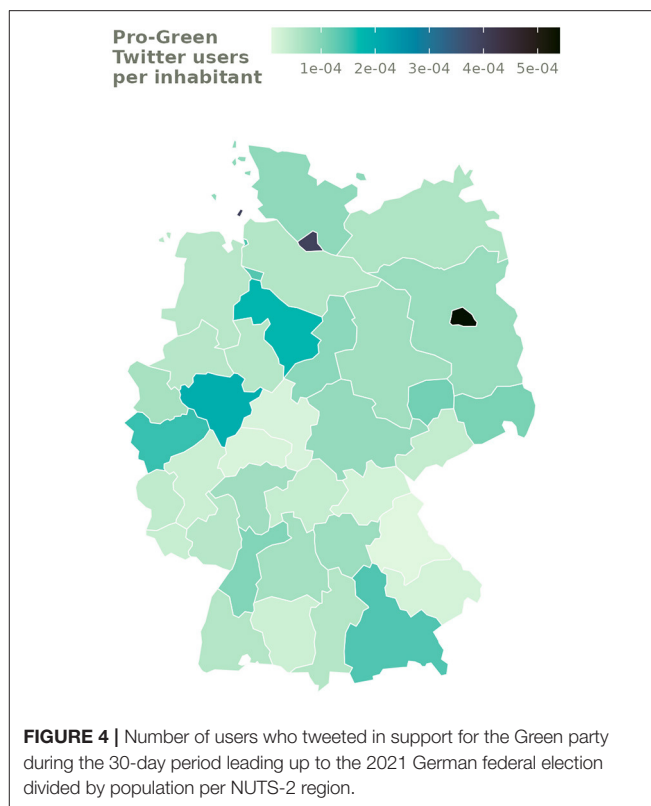 Pro-Green
Twitter users
per inhabitant
1e-04 2e-04 3e-04 4e-04 5e-04
FIGURE 4 | Number of users who tweeted in support for the Green party
during the 30-day period leading up to the 2021 German federal election
divided by population per NUTS-2 region.